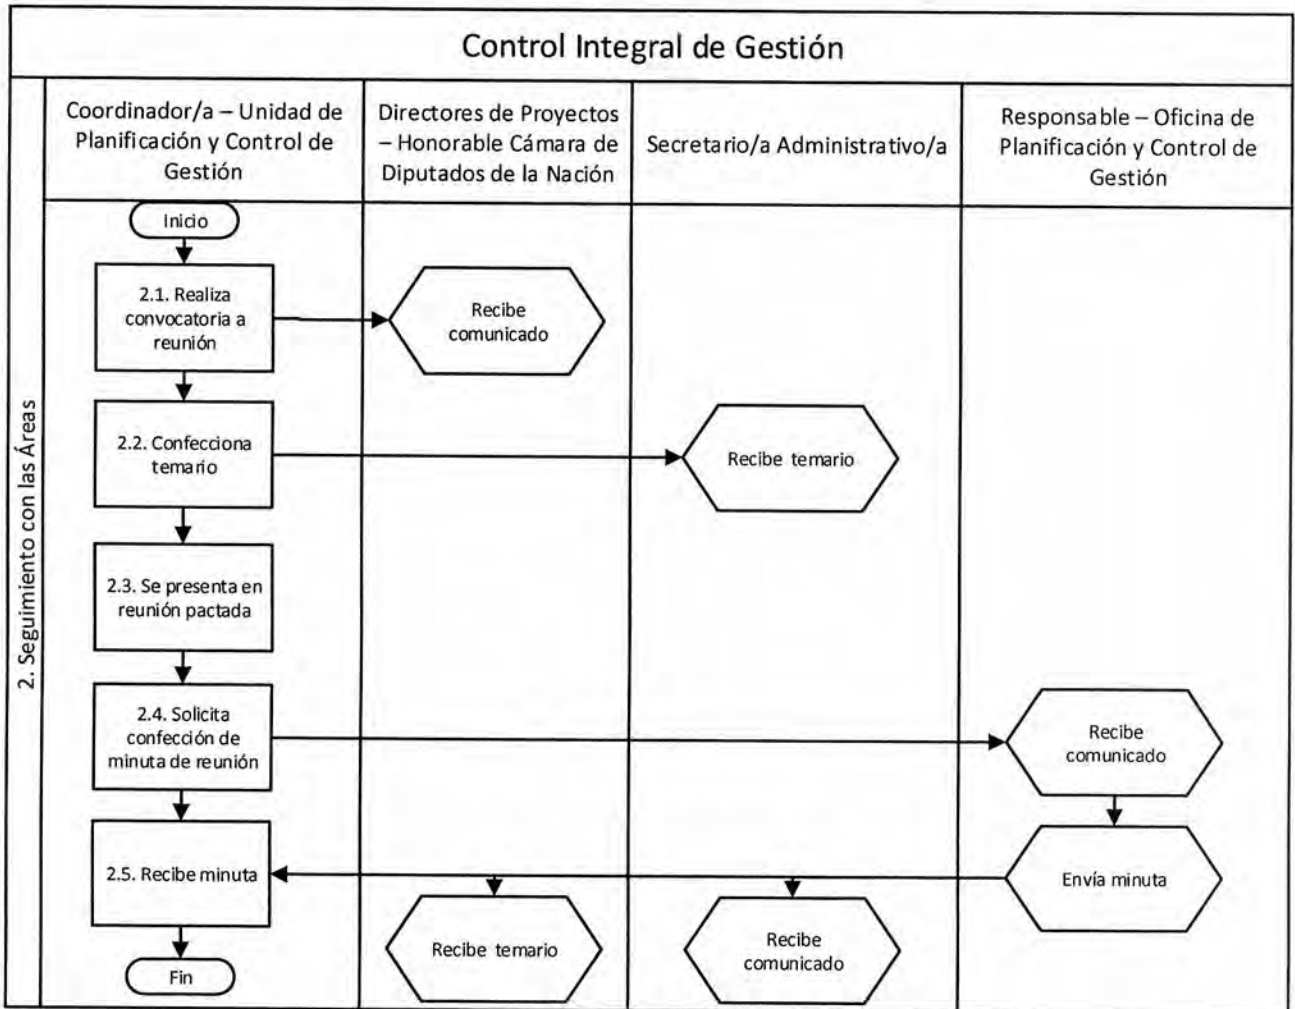 Control Integral de Gestión
2. Seguimiento con las Áreas
Coordinador/a – Unidad de
Planificación y Control de
Gestión
Directores de Proyectos
– Honorable Cámara de
Diputados de la Nación
Secretario/a Administrativo/a
Responsable – Oficina de
Planificación y Control de
Gestión
Inicio
2.1. Realiza
convocatoria a
reunión
Recibe
comunicado
2.2. Confecciona
temario
Recibe temario
2.3. Se presenta en
reunión pactada
2.4. Solicita
confección de
minuta de reunión
Recibe
comunicado
2.5. Recibe minuta
Envía minuta
Recibe temario
Recibe
comunicado
Fin